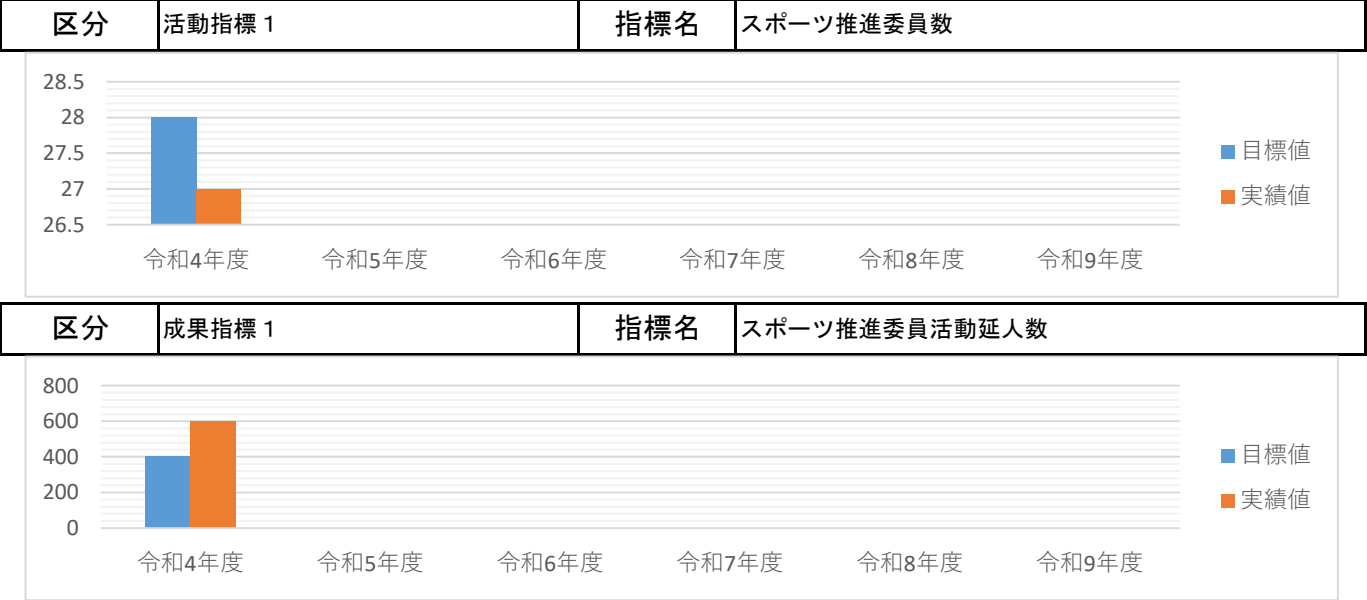 区分 活動指標１ 指標名 スポーツ推進委員数
28.5
28
27.5
27
26.5
目標値
実績値
令和4年度 令和5年度 令和6年度 令和7年度 令和8年度 令和9年度
区分 成果指標１ 指標名 スポーツ推進委員活動延人数
800
600
400
200
0
目標値
実績値
令和4年度 令和5年度 令和6年度 令和7年度 令和8年度 令和9年度